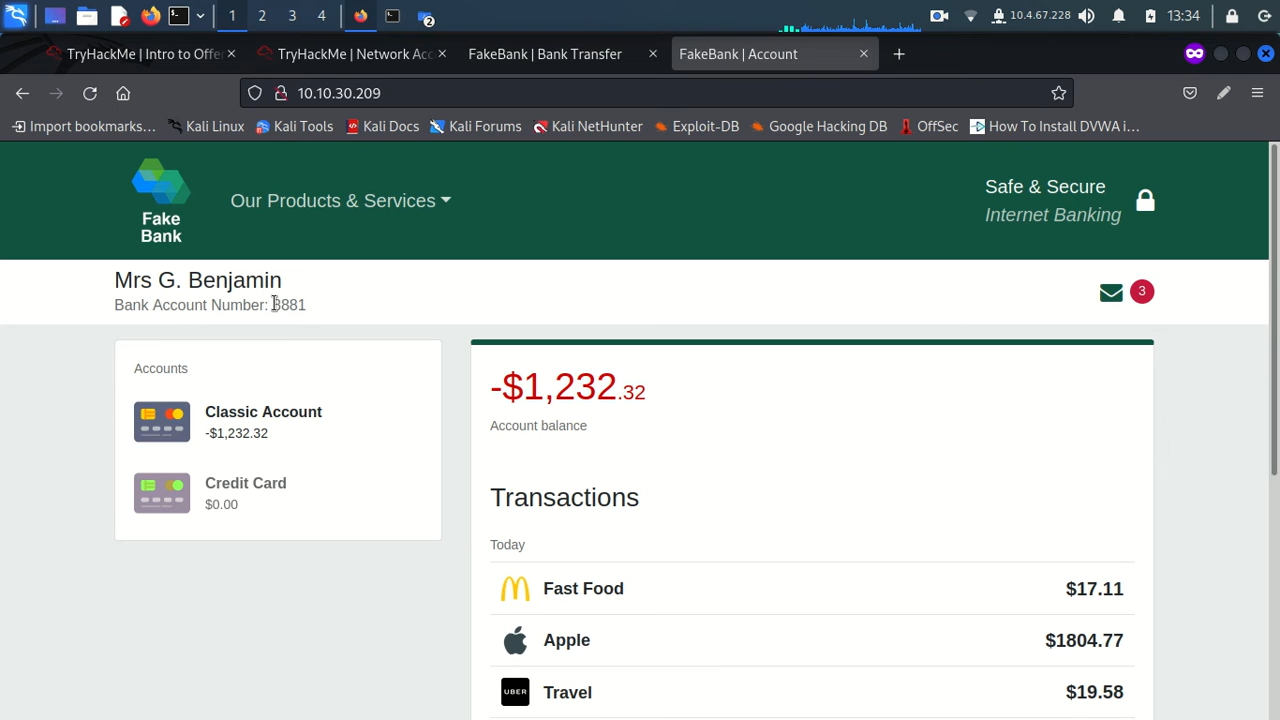 1 2 3 4 2 10.4.67.228 13:34
TryHackMe | Intro to Offe TryHackMe | Network Acc FakeBank | Bank Transfer FakeBank | Account
10.10.30.209
Import bookmarks... Kali Linux Kali Tools Kali Docs Kali Forums Kali NetHunter Exploit-DB Google Hacking DB OffSec How To Install DVWA i...
Fake
Bank
Our Products & Services
Safe & Secure
Internet Banking
Mrs G. Benjamin
Bank Account Number: 8881
3
Accounts
Classic Account
-$1,232.32
Credit Card
$0.00
-$1,232.32
Account balance
Transactions
Today
Fast Food $17.11
Apple $1804.77
UBER Travel $19.58